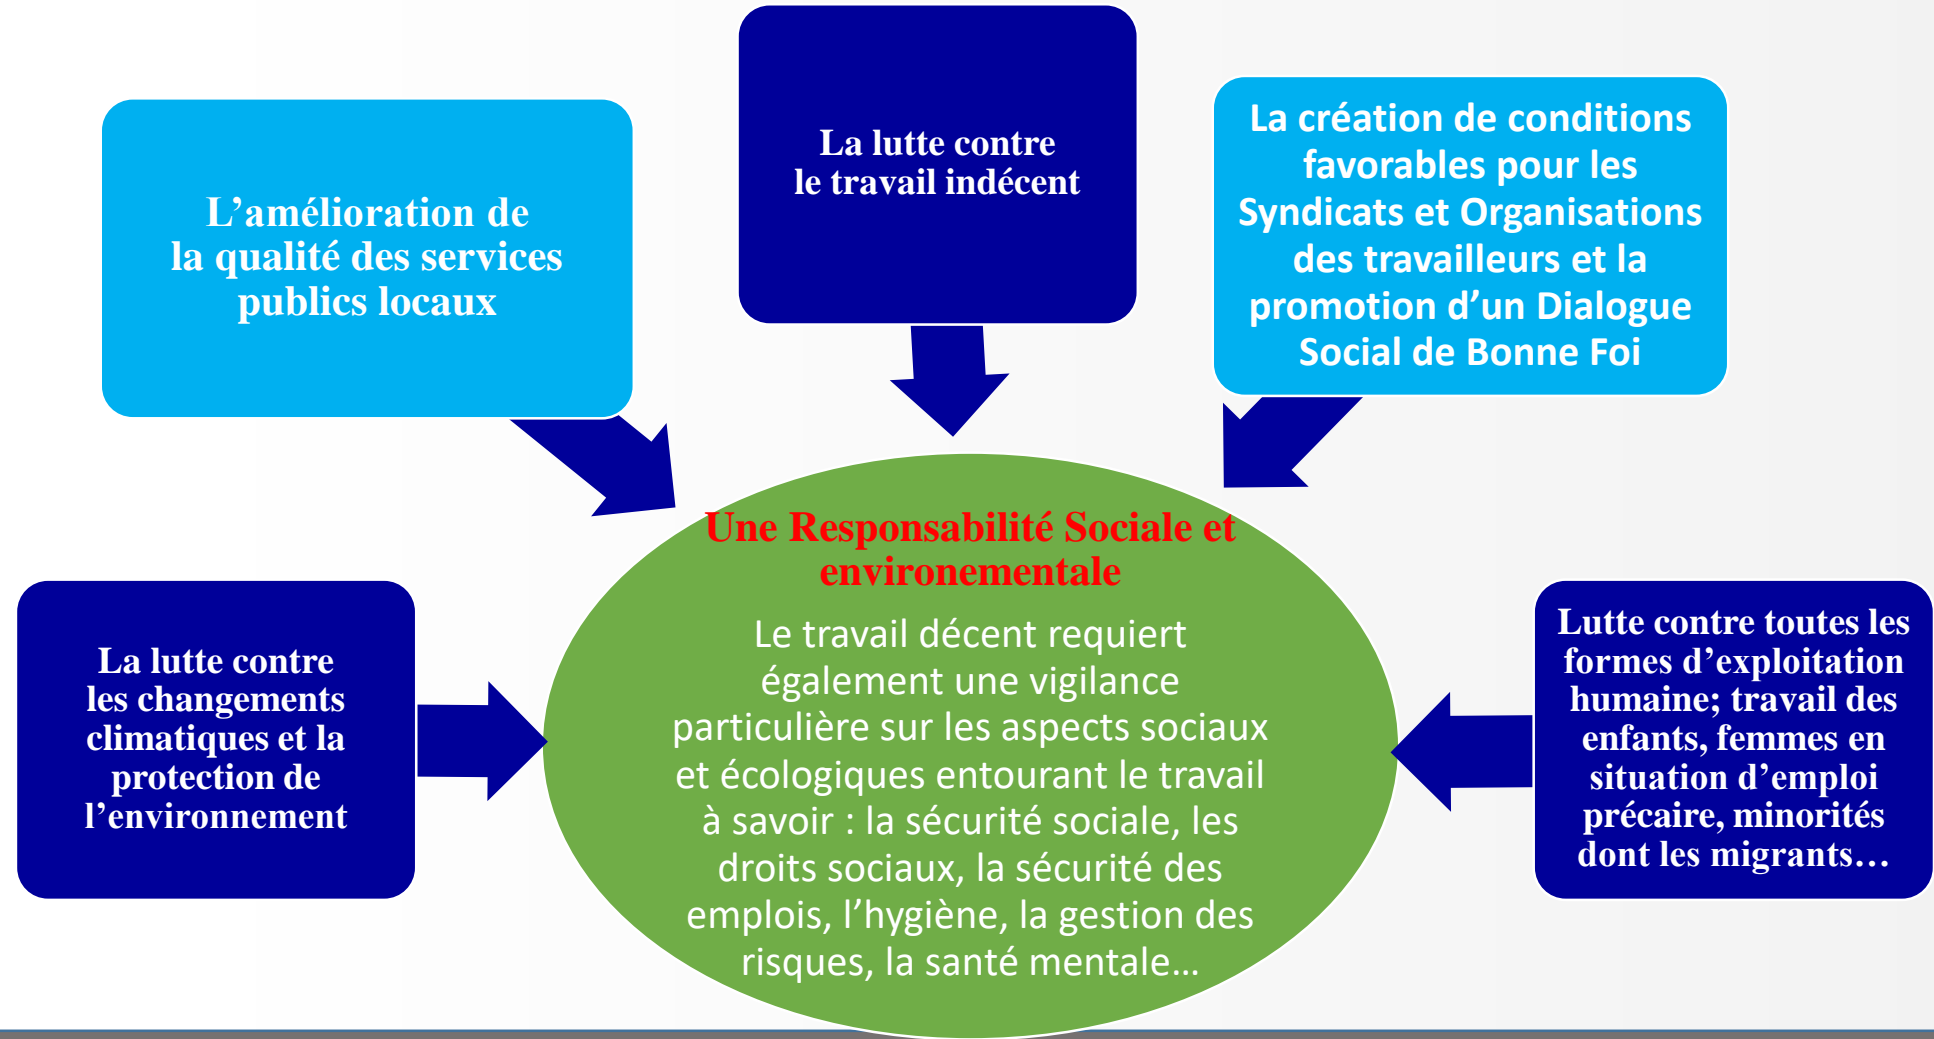 La lutte contre
le travail indécent
La création de conditions
favorables pour les
Syndicats et Organisations
des travailleurs et la
promotion d’un Dialogue
Social de Bonne Foi
L’amélioration de
la qualité des services
publics locaux
Une Responsabilité Sociale et
environementale
Le travail décent requiert
également une vigilance
particulière sur les aspects sociaux
et écologiques entourant le travail
à savoir : la sécurité sociale, les
droits sociaux, la sécurité des
emplois, l’hygiène, la gestion des
risques, la santé mentale…
La lutte contre
les changements
climatiques et la
protection de
l’environnement
Lutte contre toutes les
formes d’exploitation
humaine; travail des
enfants, femmes en
situation d’emploi
précaire, minorités
dont les migrants…